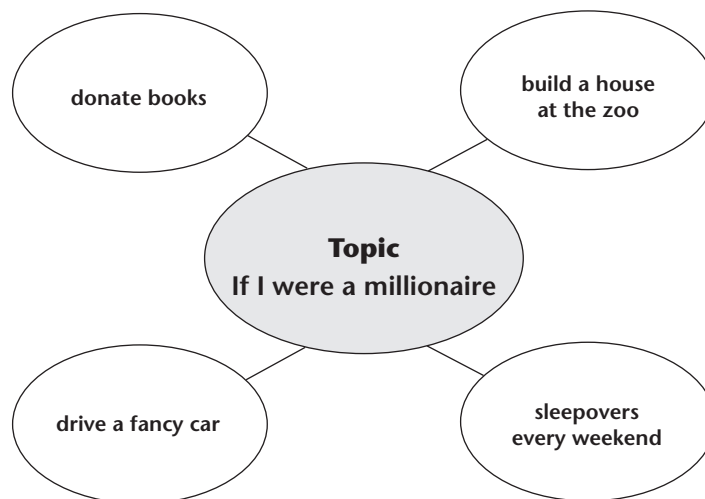 donate books
build a house
at the zoo
Topic
If I were a millionaire
drive a fancy car
sleepovers
every weekend